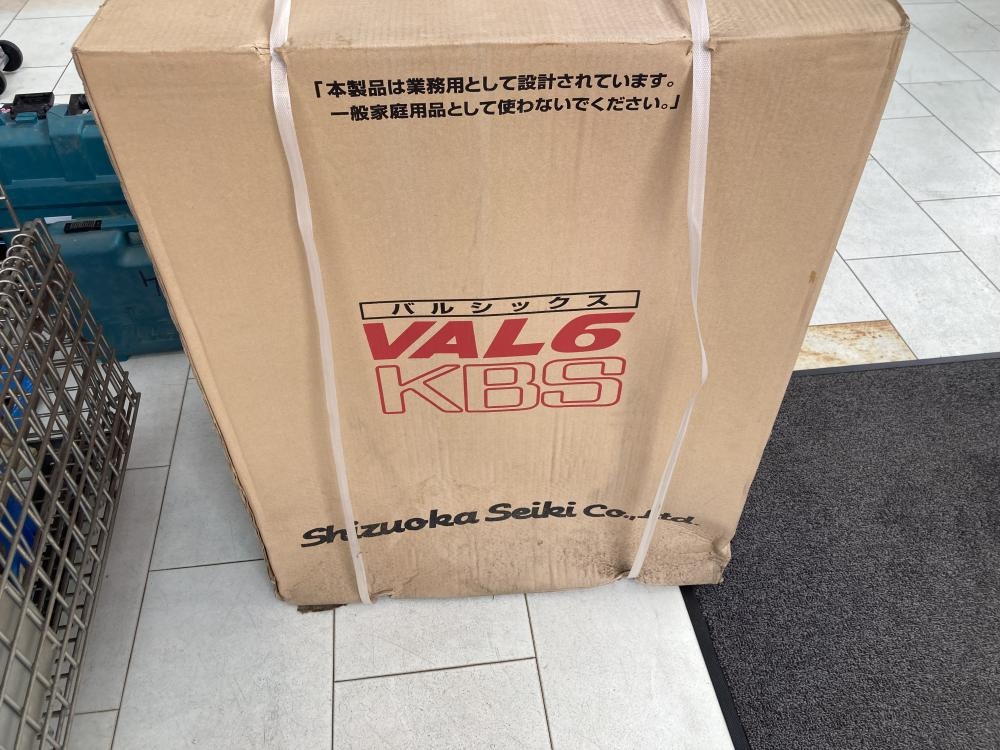 「本製品は業務用として設計されています。
一般家庭用品として使わないでください。」
バルシックス
VAL6
KBS
Shizuoka Seiki Co., Ltd.